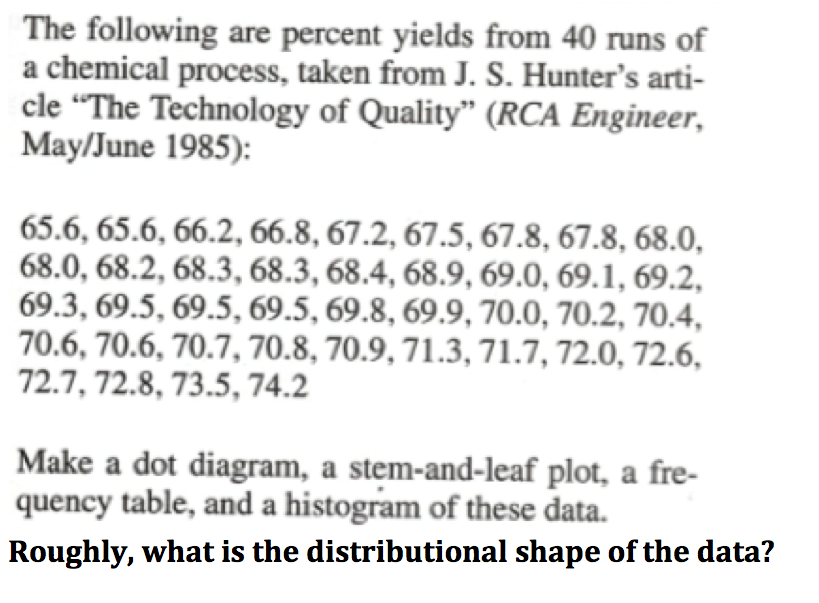 The following are percent yields from 40 runs of
a chemical process, taken from J. S. Hunter's arti-
cle “The Technology of Quality” (RCA Engineer,
May/June 1985):
65.6, 65.6, 66.2, 66.8, 67.2, 67.5, 67.8, 67.8, 68.0,
68.0, 68.2, 68.3, 68.3, 68.4, 68.9, 69.0, 69.1, 69.2,
69.3, 69.5, 69.5, 69.5, 69.8, 69.9, 70.0, 70.2, 70.4,
70.6, 70.6, 70.7, 70.8, 70.9, 71.3, 71.7, 72.0, 72.6,
72.7, 72.8, 73.5, 74.2
Make a dot diagram, a stem-and-leaf plot, a fre-
quency table, and a histogram of these data.
Roughly, what is the distributional shape of the data?